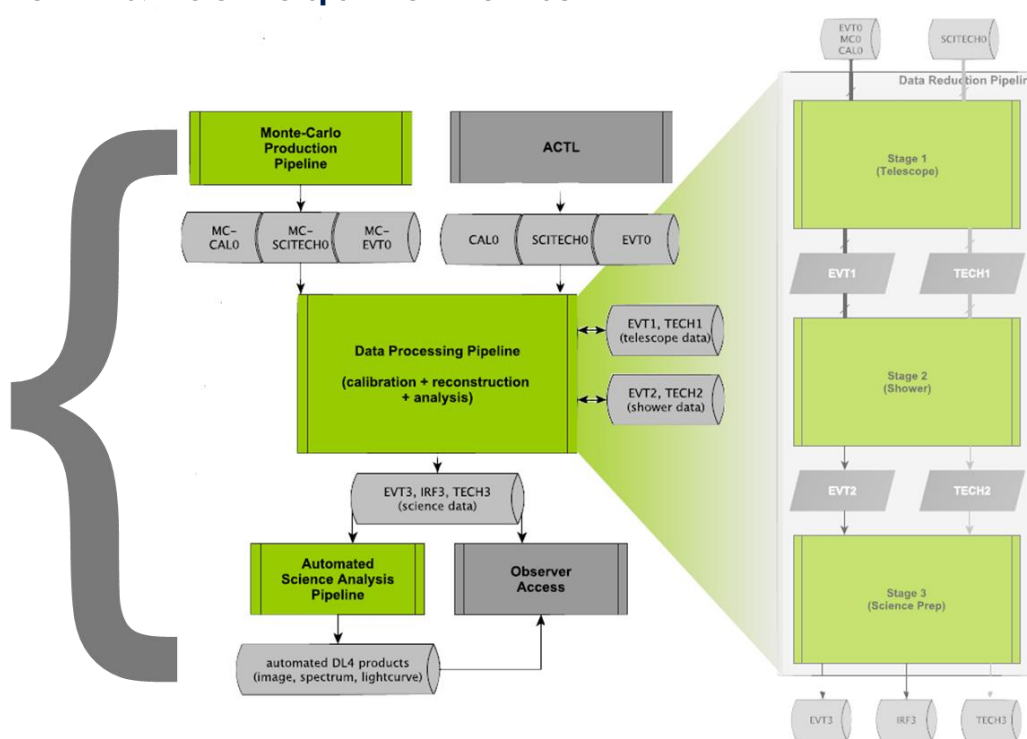 EVT0
MC0
CAL0
SCITECH0
Data Reduction Pipelin
Monte-Carlo
Production
Pipeline
ACTL
Stage 1
(Telescope)
MC-
CAL0
MC-
SCITECH0
MC-
EVT0
CAL0
SCITECH0
EVT0
EVT1
TECH1
Data Processing Pipeline
(calibration + reconstruction
+ analysis)
EVT1, TECH1
(telescope data)
EVT2, TECH2
(shower data)
Stage 2
(Shower)
EVT3, IRF3, TECH3
(science data)
EVT2
TECH2
Automated
Science Analysis
Pipeline
Observer
Access
Stage 3
(Science Prep)
automated DL4 products
(image, spectrum, lightcurve)
EVT3
IRF3
TECH3